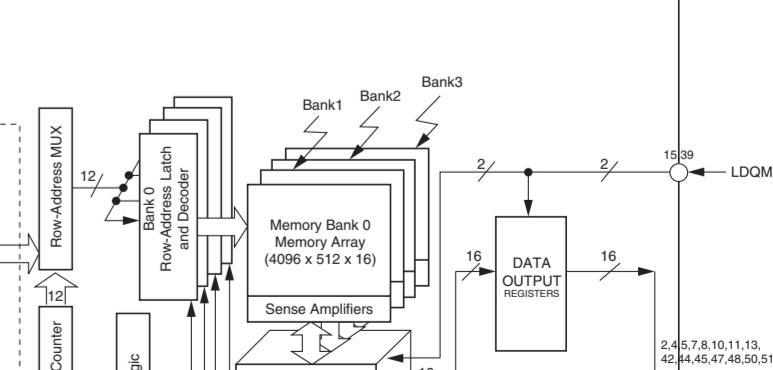 Bank3
Bank2
Bank1
Row-Address MUX
12
Bank 0
Row-Address Latch
and Decoder
Memory Bank 0
Memory Array
(4096 x 512 x 16)
Sense Amplifiers
2
2
15,39
LDQM
16
DATA
OUTPUT
REGISTERS
16
12
Counter
2,4,5,7,8,10,11,13,
42,44,45,47,48,50,51